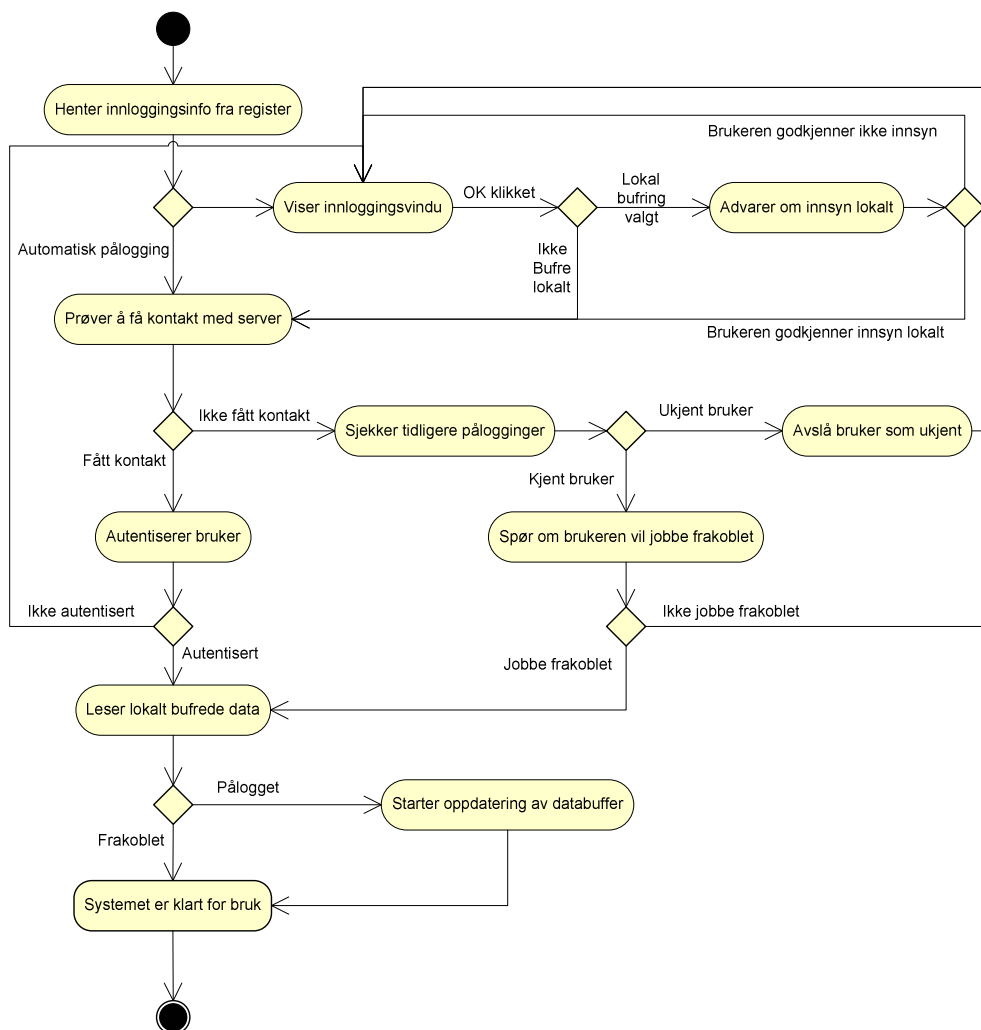 Henter innloggingsinfo fra register
Brukeren godkjenner ikke innsyn
Viser innloggingsvindu
OK klikket
Lokal
bufring
valgt
Advarer om innsyn lokalt
Automatisk pålogging
Ikke
Bufre
lokalt
Prøver å få kontakt med server
Brukeren godkjenner innsyn lokalt
Ikke fått kontakt
Sjekker tidligere pålogginger
Ukjent bruker
Avslå bruker som ukjent
Fått kontakt
Kjent bruker
Autentiserer bruker
Spør om brukeren vil jobbe frakoblet
Ikke autentisert
Ikke jobbe frakoblet
Autentisert
Jobbe frakoblet
Leser lokalt bufrede data
Pålogget
Starter oppdatering av databuffer
Frakoblet
Systemet er klart for bruk